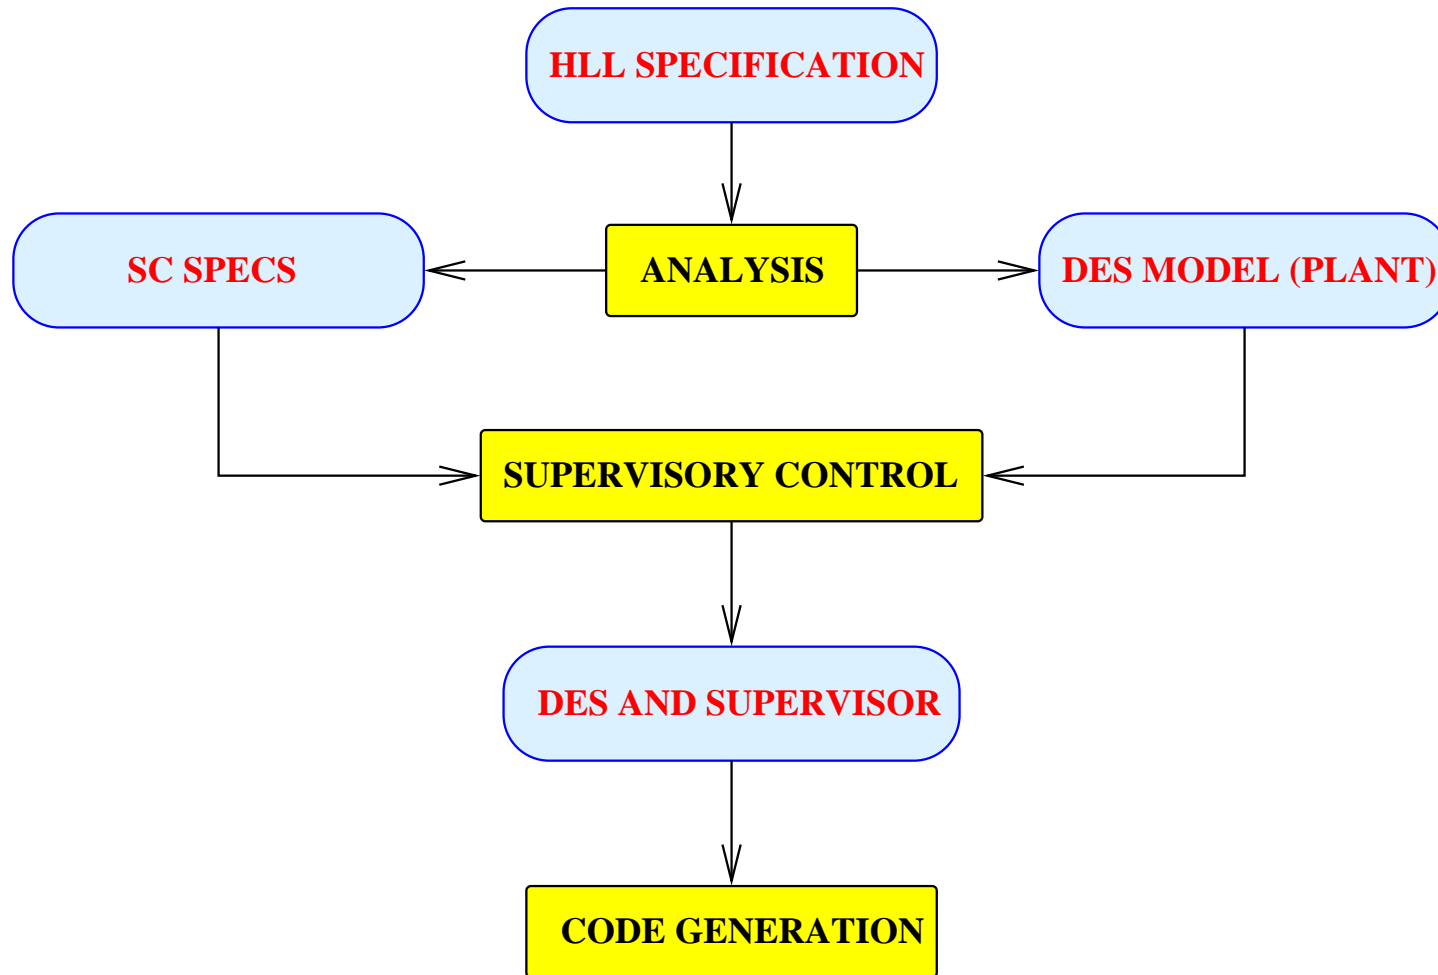 HLL SPECIFICATION
SC SPECS
ANALYSIS
DES MODEL (PLANT)
SUPERVISORY CONTROL
DES AND SUPERVISOR
CODE GENERATION